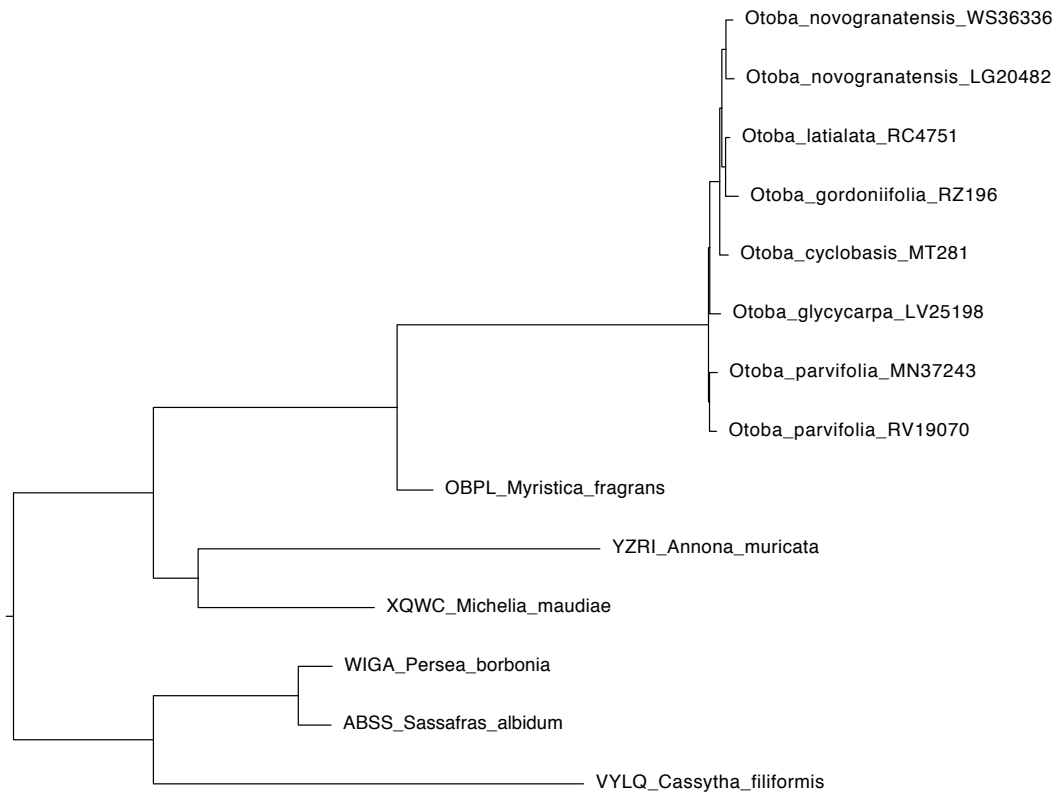 Otoba_novogranatensis_WS36336
Otoba_novogranatensis_LG20482
Otoba_latialata_RC4751
Otoba_gordoniifolia_RZ196
Otoba_cyclobasis_MT281
Otoba_glycycarpa_LV25198
Otoba_parvifolia_MN37243
Otoba_parvifolia_RV19070
OBPL_Myristica_fragrans
YZRI_Annona_muricata
XQWC_Michelia_maudiae
WIGA_Persea_borbonia
ABSS_Sassafras_albidum
VYLQ_Cassytha_filiformis